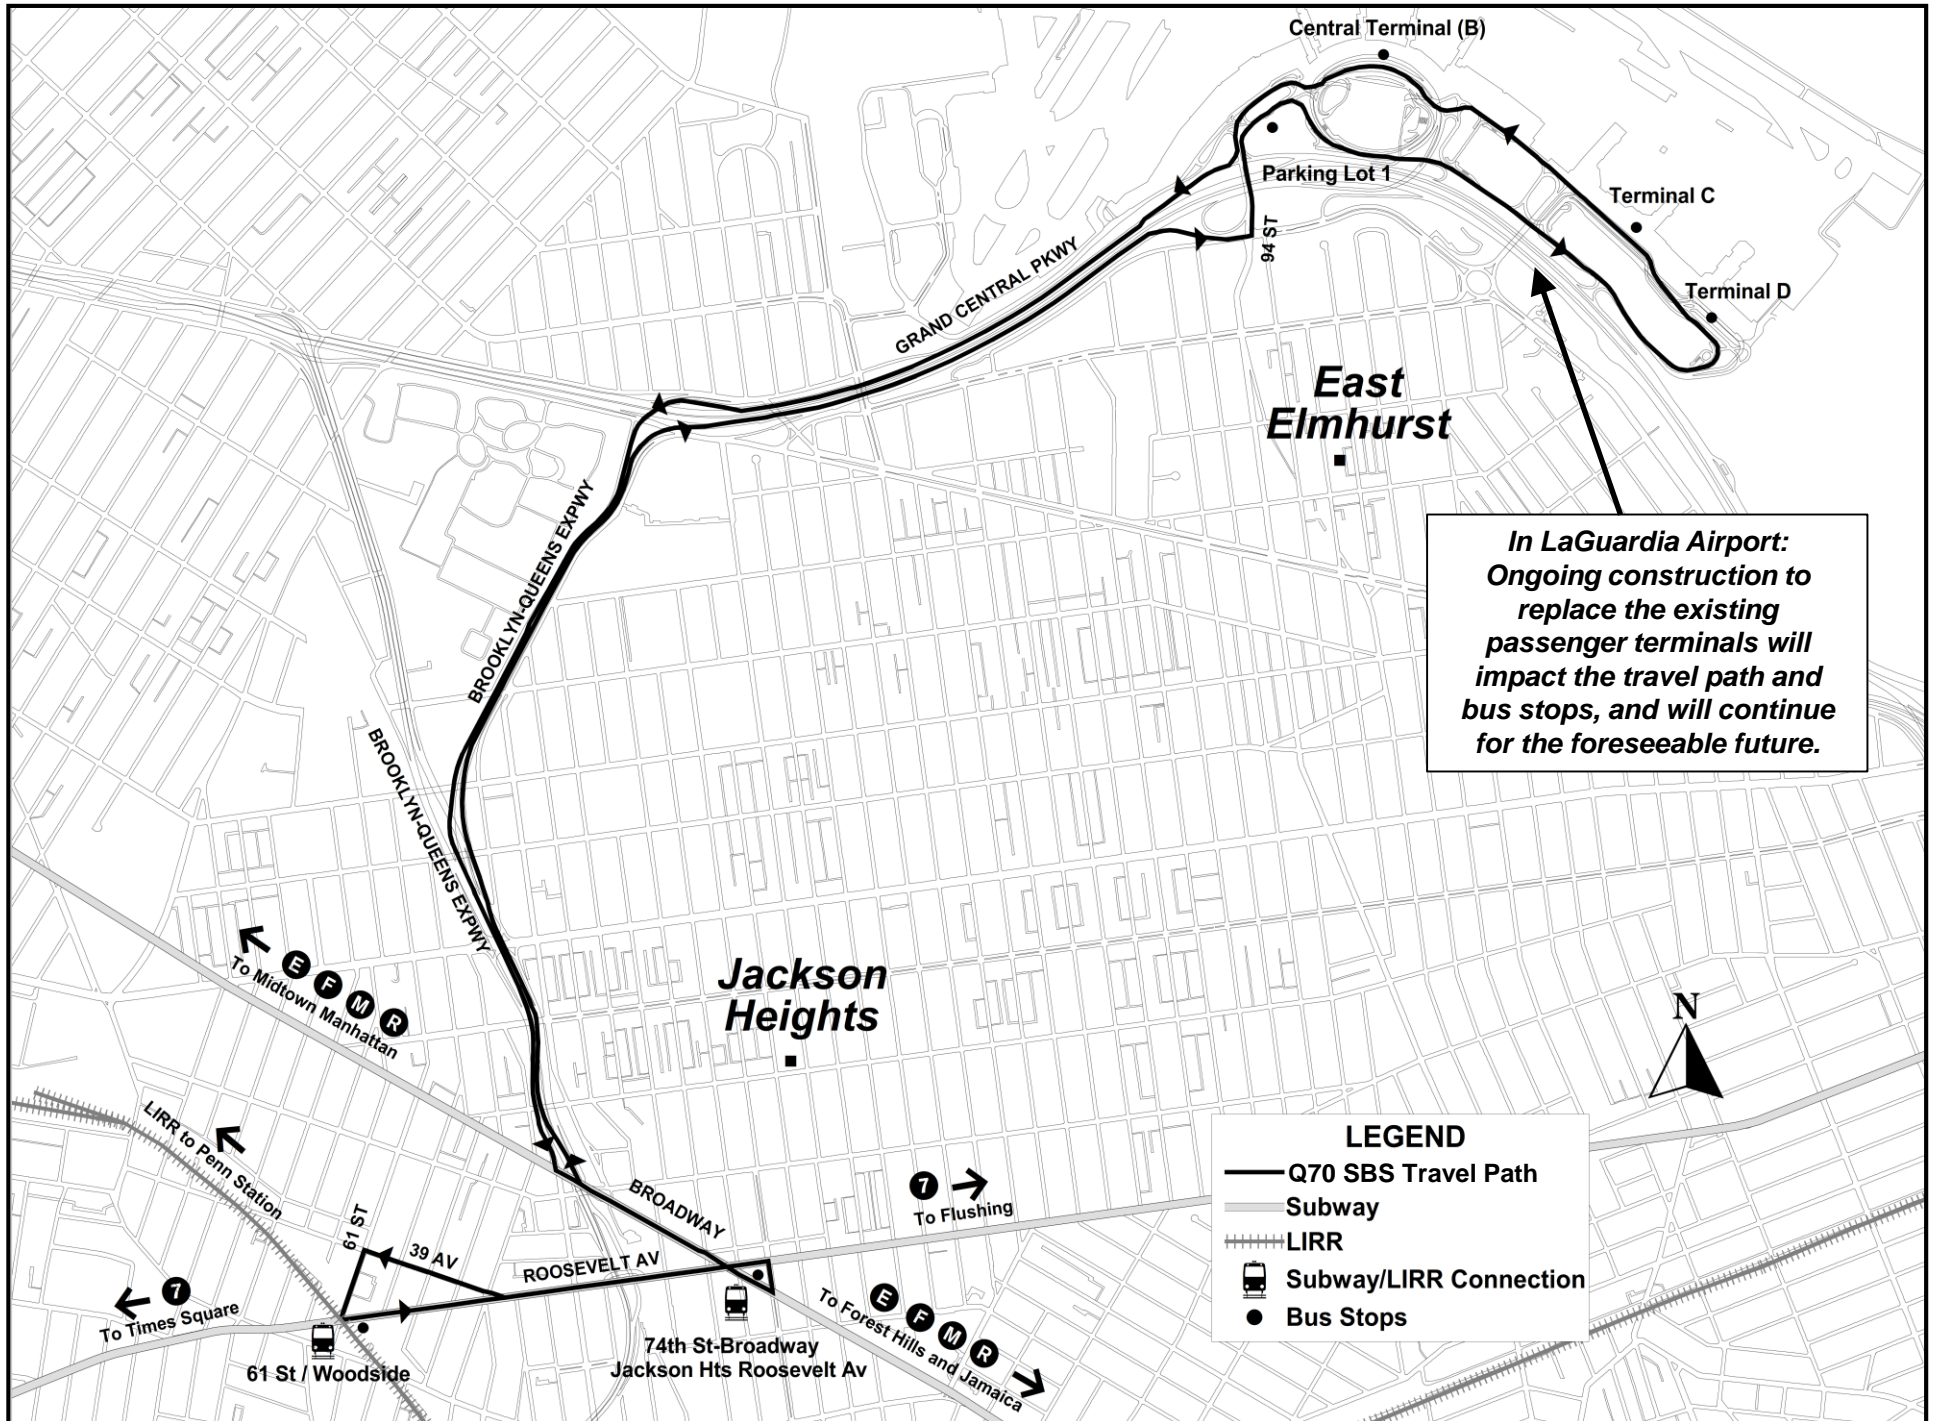 Central Terminal (B)
Parking Lot 1
94 ST
Terminal C
Terminal D
GRAND CENTRAL PKWY
East
Elmhurst
In LaGuardia Airport:
Ongoing construction to
replace the existing
passenger terminals will
impact the travel path and
bus stops, and will continue
for the foreseeable future.
BROOKLYN-QUEENS EXPWY
BROOKLYN-QUEENS EXPWY
E F M R
To Midtown Manhattan
Jackson
Heights
N
LIRR to Penn Station
61 ST
39 AV
ROOSEVELT AV
BROADWAY
7
To Flushing
7
To Times Square
61 St / Woodside
74th St-Broadway
Jackson Hts Roosevelt Av
E F M R
To Forest Hills and Jamaica
LEGEND
Q70 SBS Travel Path
Subway
LIRR
Subway/LIRR Connection
Bus Stops